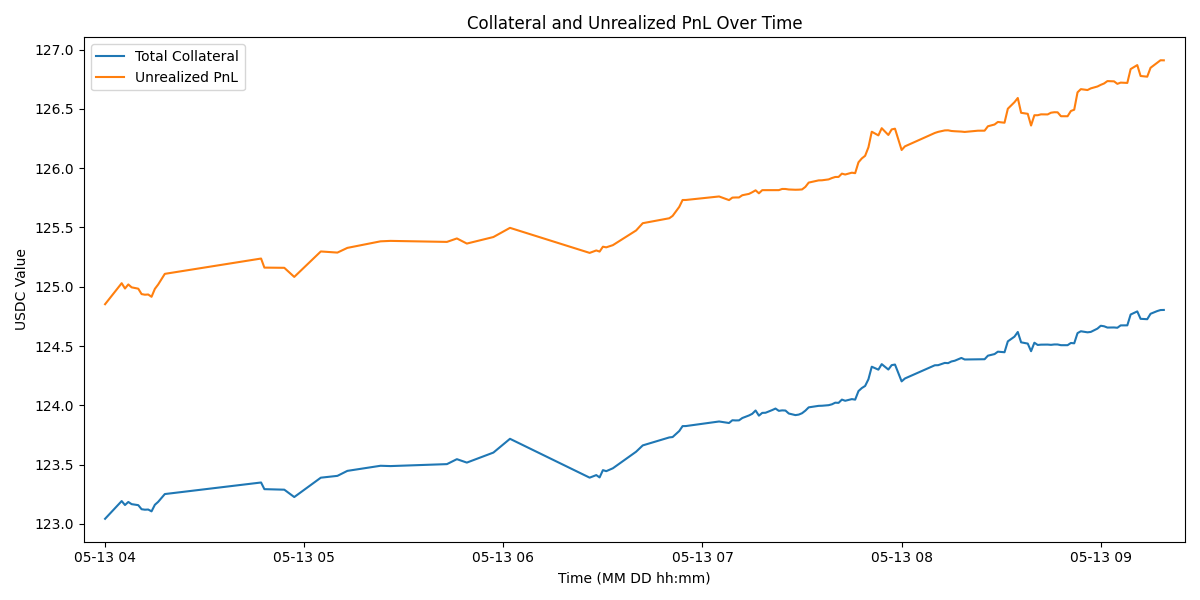 Collateral and Unrealized PnL Over Time
Total Collateral
Unrealized PnL
127.0
126.5
126.0
125.5
125.0
124.5
124.0
123.5
123.0
USDC Value
05-13 04 05-13 05 05-13 06 05-13 07 05-13 08 05-13 09
Time (MM DD hh:mm)